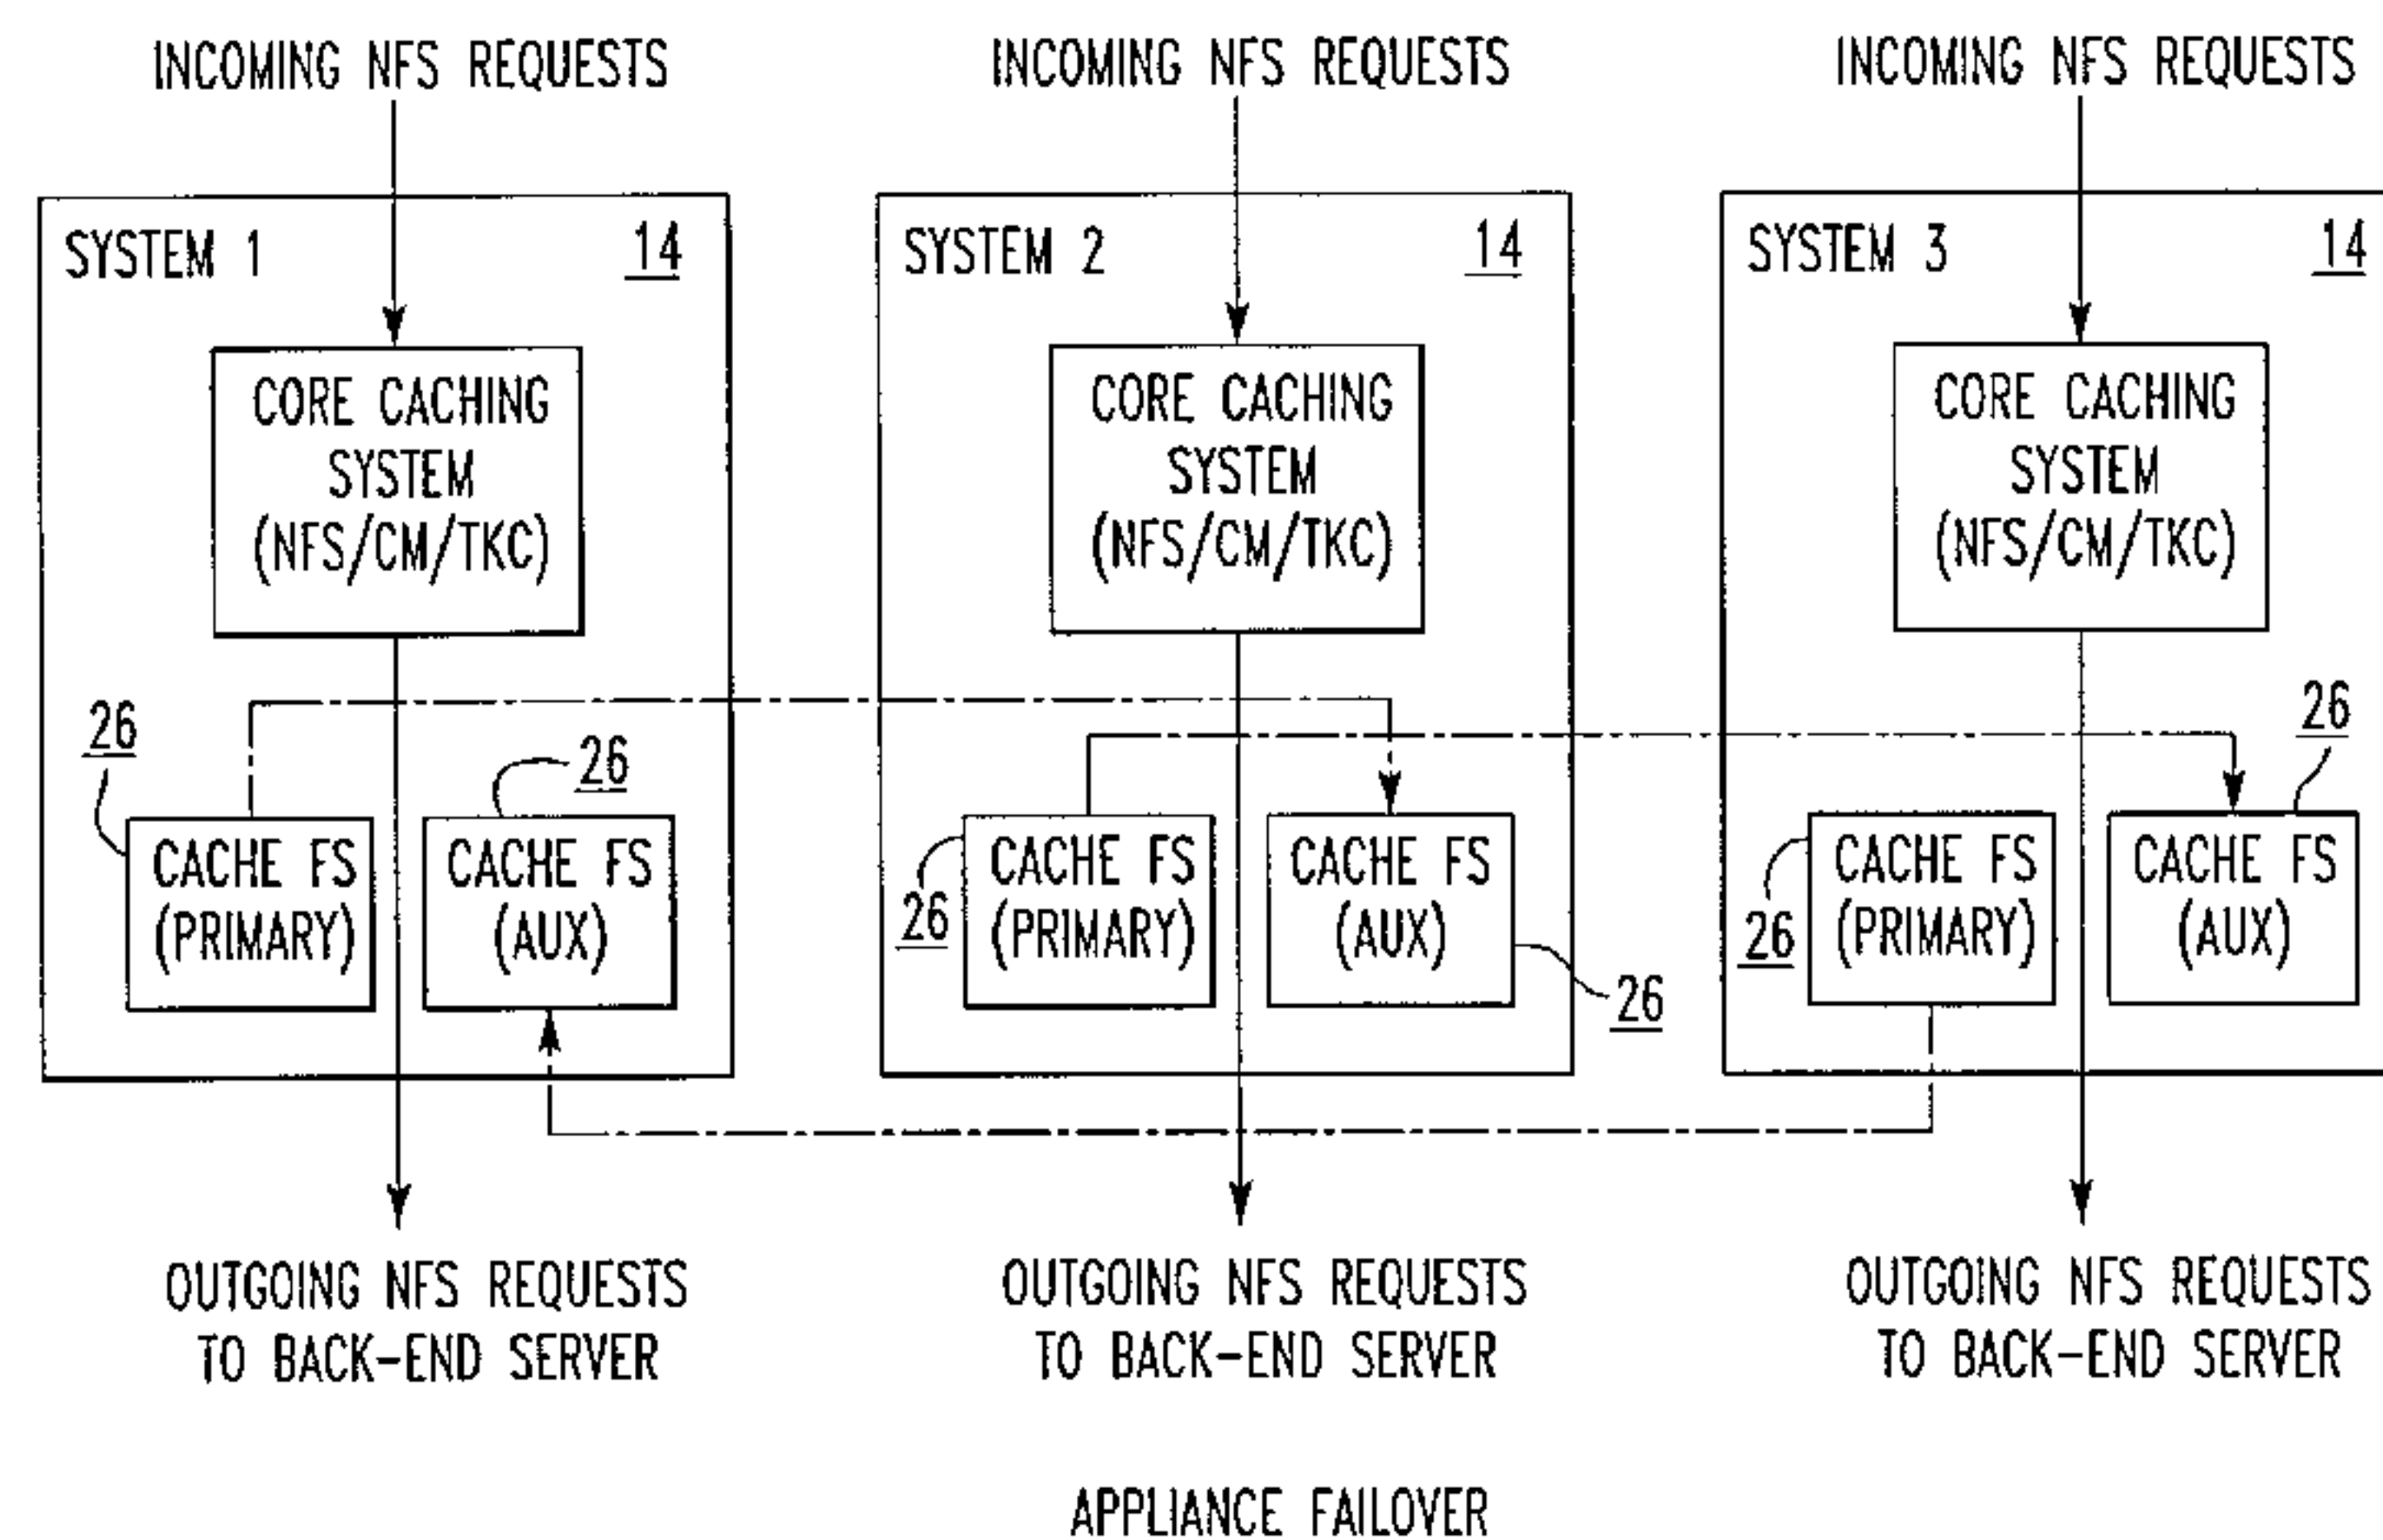 INCOMING NFS REQUESTS
INCOMING NFS REQUESTS
INCOMING NFS REQUESTS
SYSTEM 1
14
CORE CACHING
SYSTEM
(NFS/CM/TKC)
26
26
CACHE FS
(PRIMARY)
CACHE FS
(AUX)
SYSTEM 2
14
CORE CACHING
SYSTEM
(NFS/CM/TKC)
26
CACHE FS
(PRIMARY)
CACHE FS
(AUX)
26
SYSTEM 3
14
CORE CACHING
SYSTEM
(NFS/CM/TKC)
26
26
CACHE FS
(PRIMARY)
CACHE FS
(AUX)
OUTGOING NFS REQUESTS
TO BACK-END SERVER
OUTGOING NFS REQUESTS
TO BACK-END SERVER
OUTGOING NFS REQUESTS
TO BACK-END SERVER
APPLIANCE FAILOVER